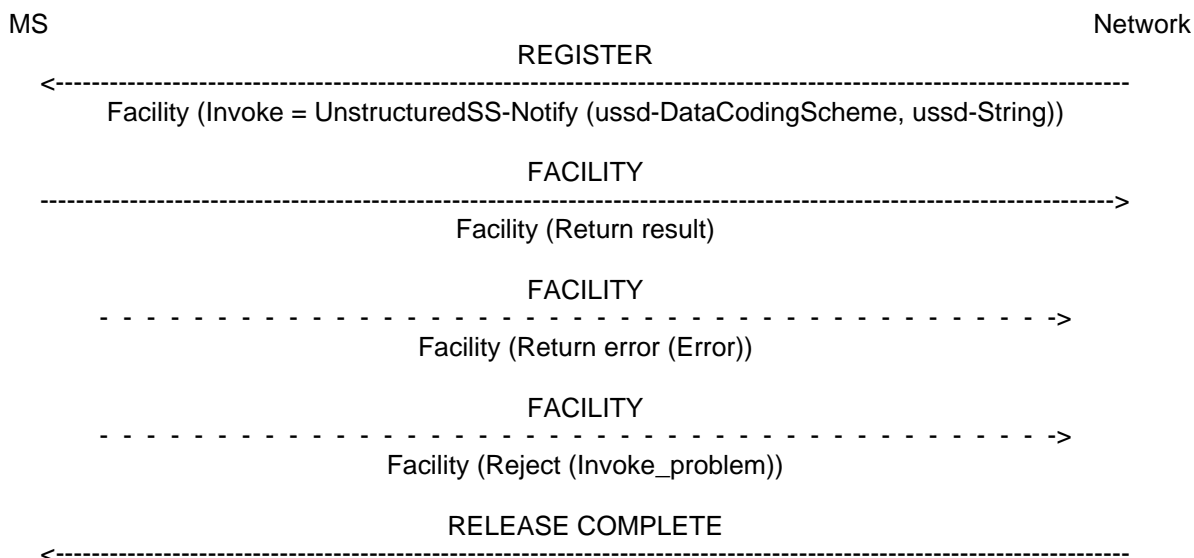 MS Network
REGISTER
<------------------------------------------------------------------------------------------------------------------------
Facility (Invoke = UnstructuredSS-Notify (ussd-DataCodingScheme, ussd-String))
FACILITY
------------------------------------------------------------------------------------------------------------------------>
Facility (Return result)
FACILITY
- - - - - - - - - - - - - - - - - - - - - - - - - - - - - - - - - - - - - - - - - ->
Facility (Return error (Error))
FACILITY
- - - - - - - - - - - - - - - - - - - - - - - - - - - - - - - - - - - - - - - - - ->
Facility (Reject (Invoke_problem))
RELEASE COMPLETE
<------------------------------------------------------------------------------------------------------------------------